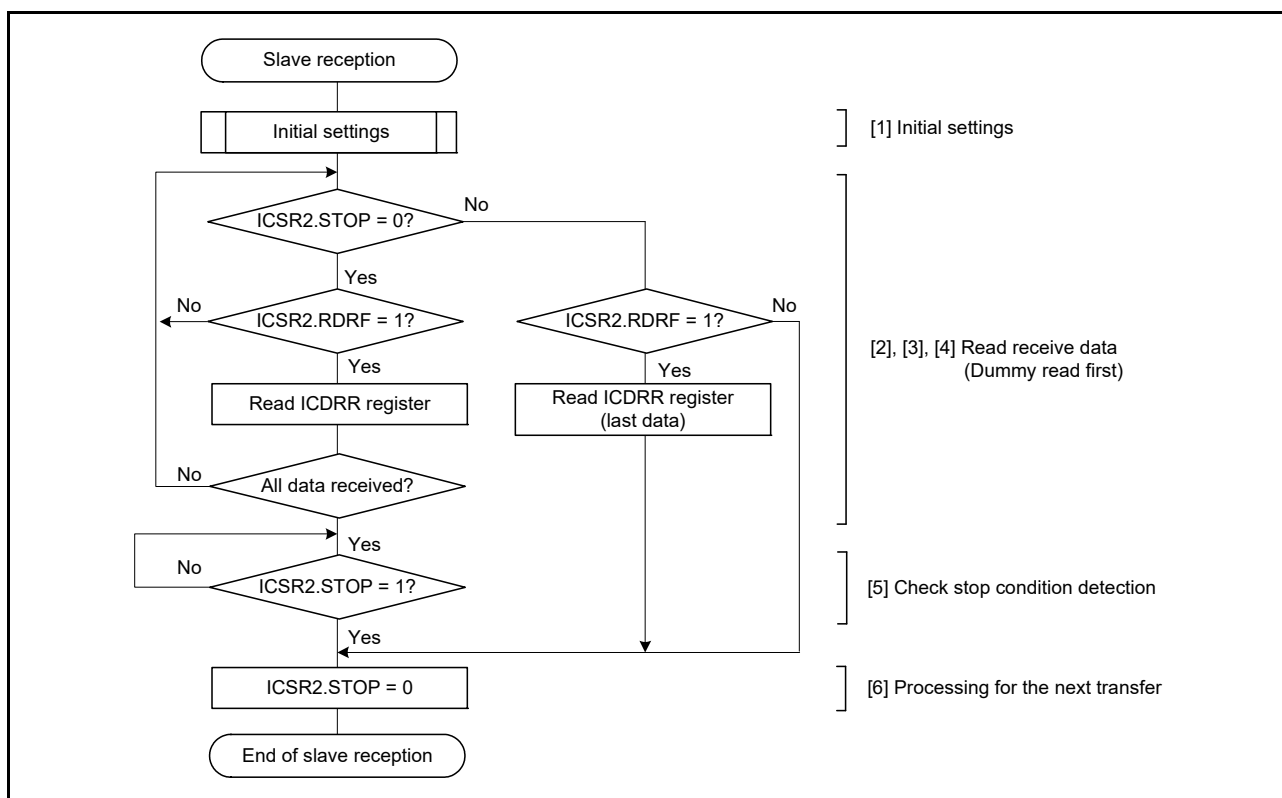 Slave reception
Initial settings
[1] Initial settings
ICSR2.STOP = 0?
No
Yes
No
ICSR2.RDRF = 1?
ICSR2.RDRF = 1?
No
[2], [3], [4] Read receive data
(Dummy read first)
Yes
Yes
Read ICDRR register
Read ICDRR register
(last data)
No
All data received?
Yes
No
ICSR2.STOP = 1?
[5] Check stop condition detection
Yes
ICSR2.STOP = 0
[6] Processing for the next transfer
End of slave reception